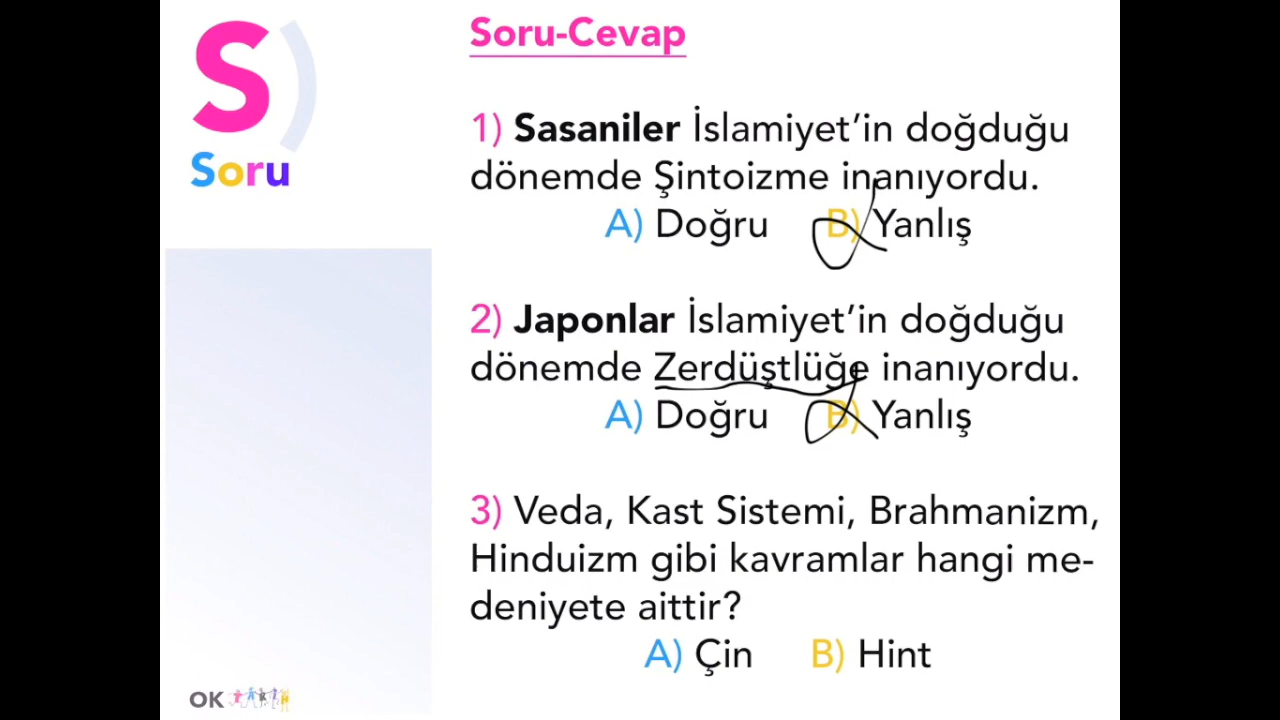 S)
Soru
Soru-Cevap
1) Sasaniler İslamiyet’in doğduğu
dönemde Şintoizme inanıyordu.
A) Doğru B) Yanlış
2) Japonlar İslamiyet’in doğduğu
dönemde Zerdüştlüğe inanıyordu.
A) Doğru B) Yanlış
3) Veda, Kast Sistemi, Brahmanizm,
Hinduizm gibi kavramlar hangi me-
deniyete aittir?
A) Çin B) Hint
OK